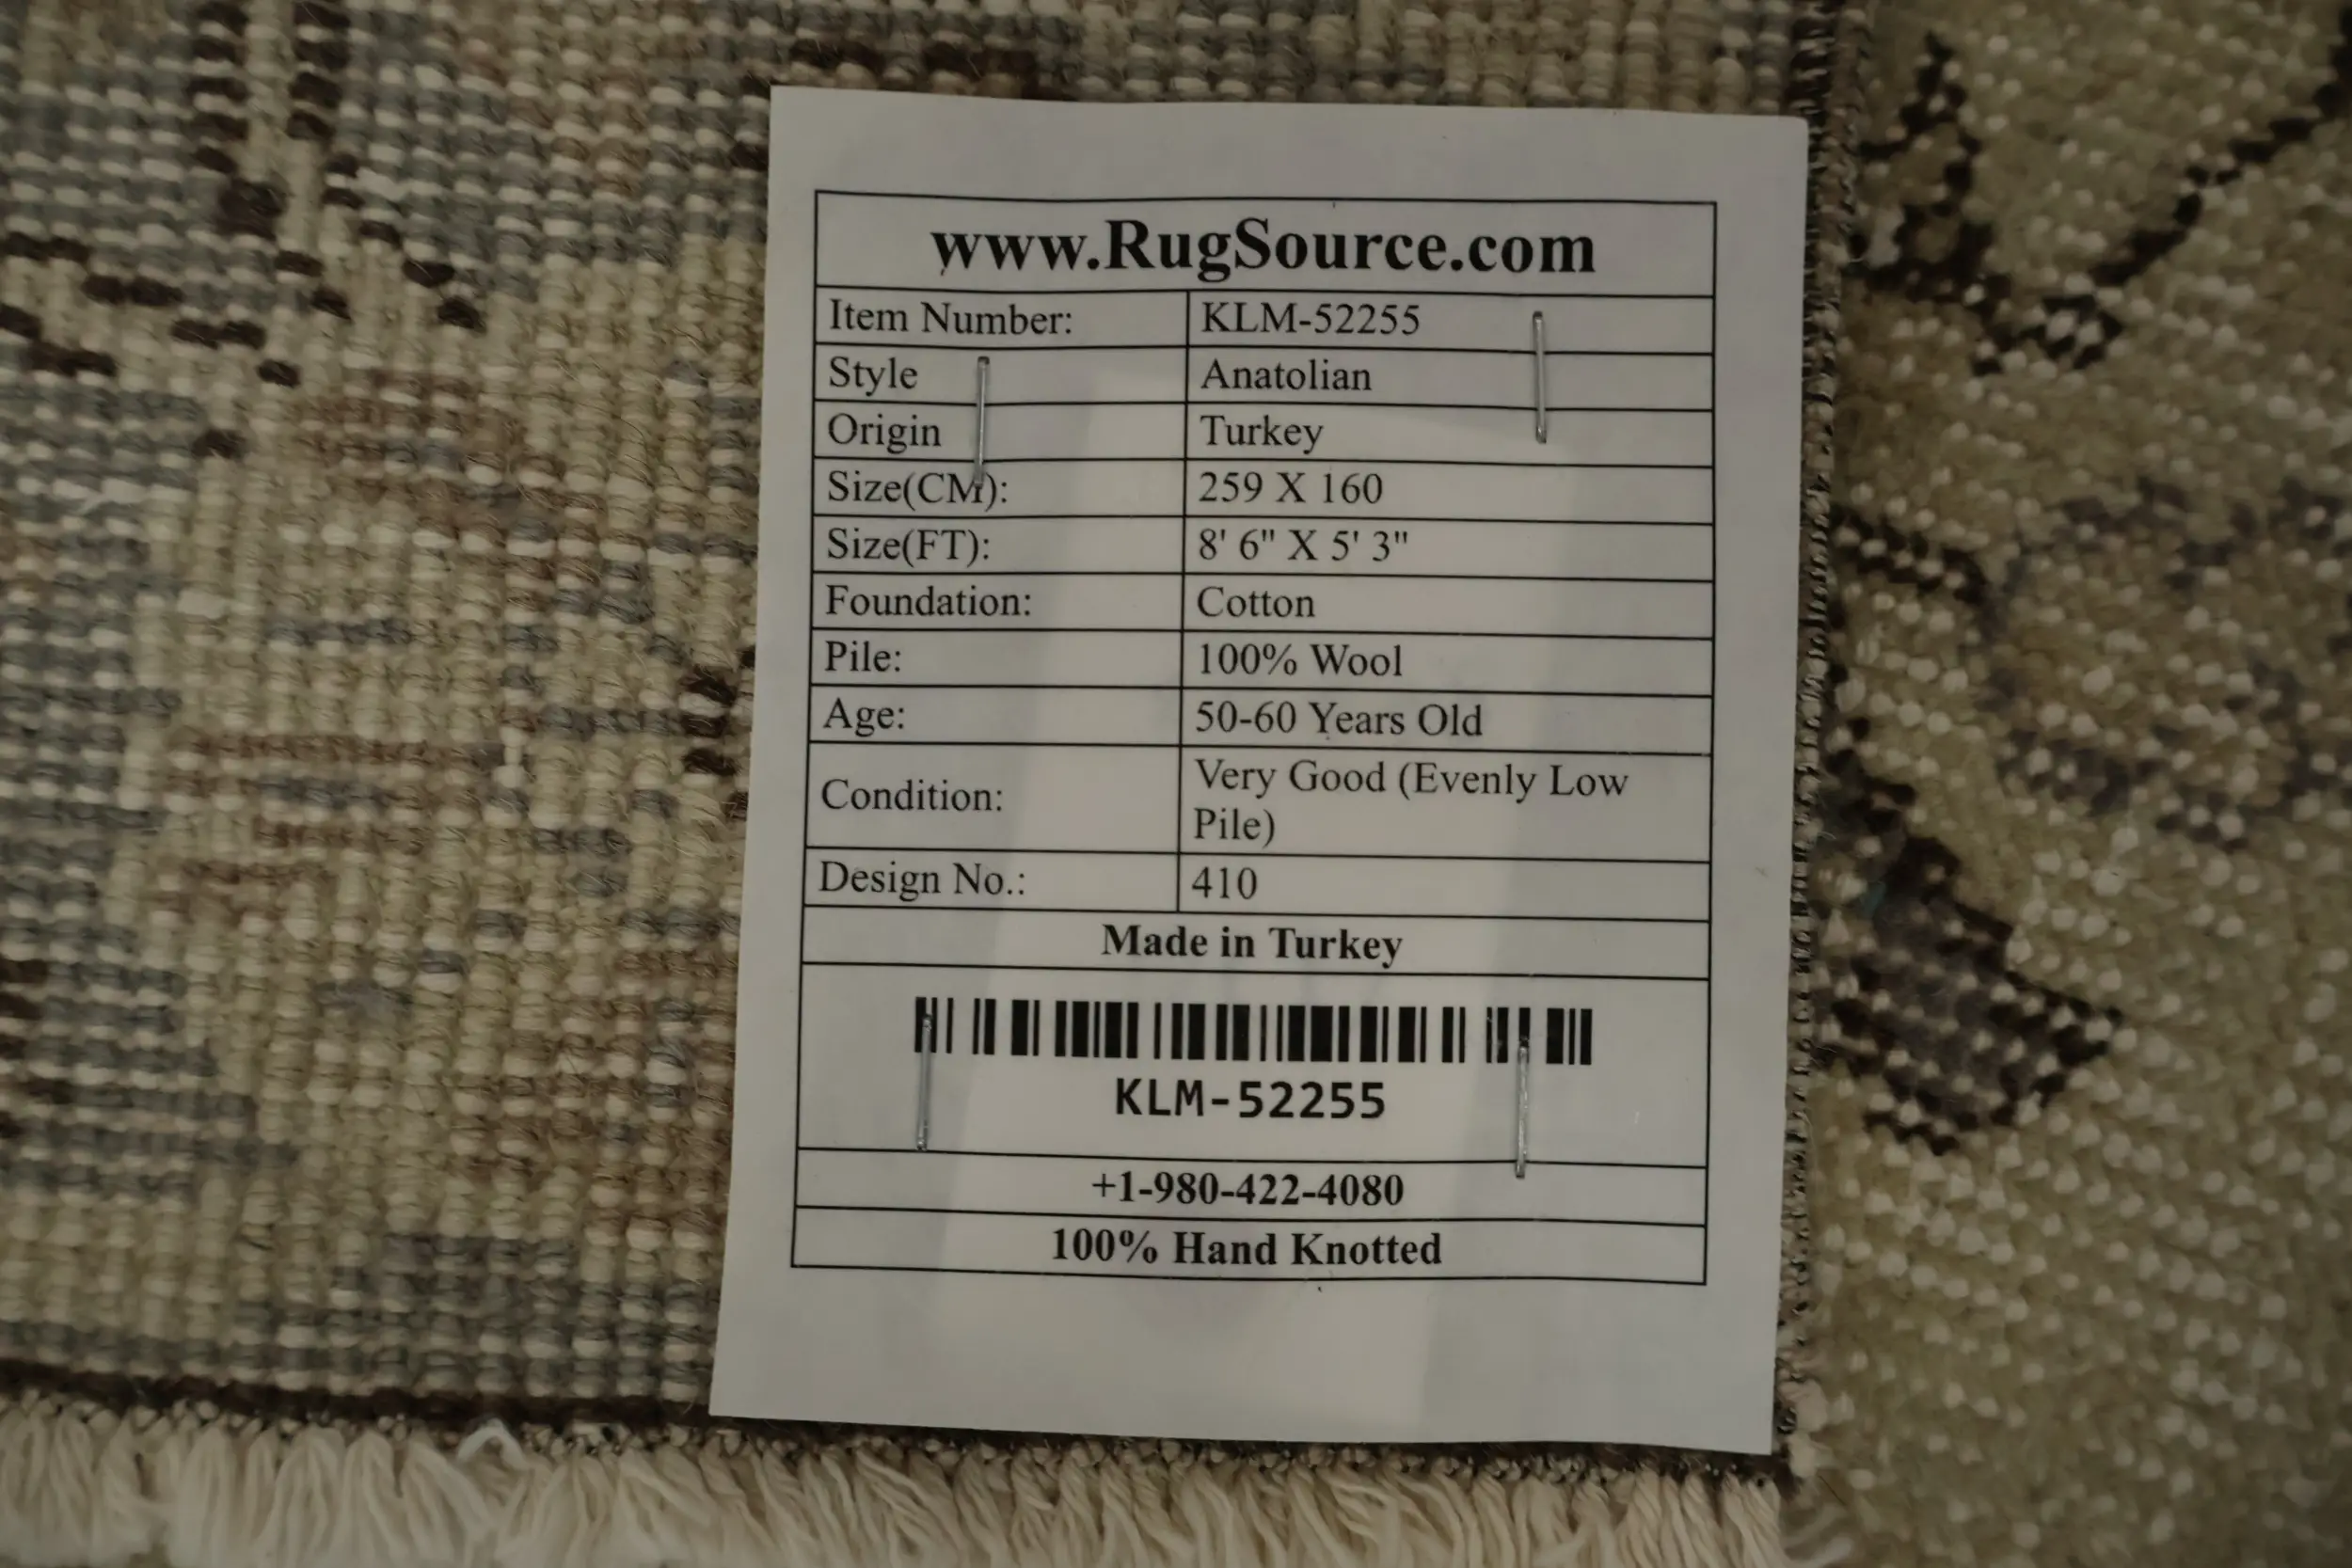 www.RugSource.com
Item Number: KLM-52255
Style Anatolian
Origin Turkey
Size(CM): 259 X 160
Size(FT): 8' 6" X 5' 3"
Foundation: Cotton
Pile: 100% Wool
Age: 50-60 Years Old
Condition: Very Good (Evenly Low
Pile)
Design No.: 410
Made in Turkey
KLM-52255
+1-980-422-4080
100% Hand Knotted